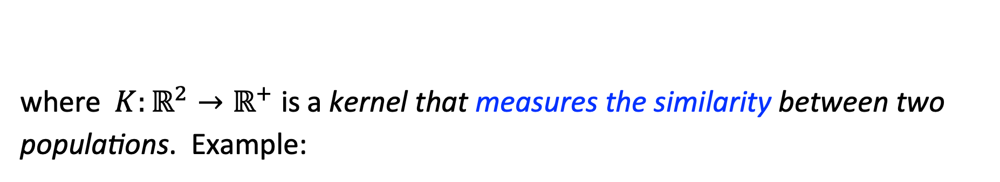 where K: ℝ² → ℝ⁺ is a kernel that measures the similarity between two
populations. Example: